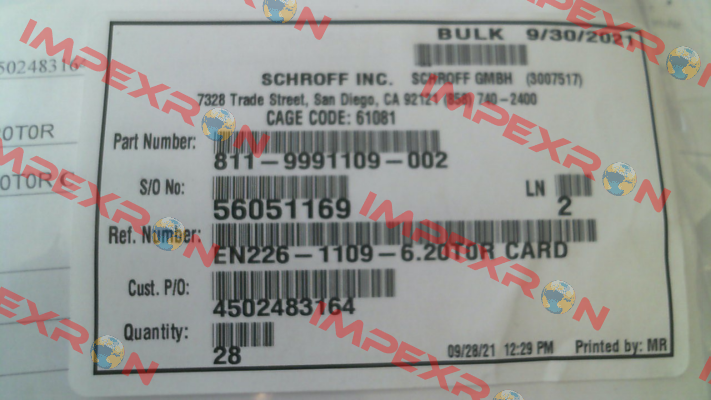 BULK 9/30/2021
SCHROFF INC. SCHROFF GMBH (3007517)
7328 Trade Street, San Diego, CA 92121 (858) 740-2400
CAGE CODE: 61081
Part Number:
811-9991109-002
S/O No:
56051169
LN
2
Ref. Number:
EN226-1109-6.20T0R CARD
Cust. P/O:
4502483164
Quantity:
28
09/28/21 12:29 PM Printed by: MR
50248316
20T0R
0T0R C
IMPEXRON
IMPEXRON
IMPEXRON
IMPEXRON
IMPEXRON
IMPEXRON